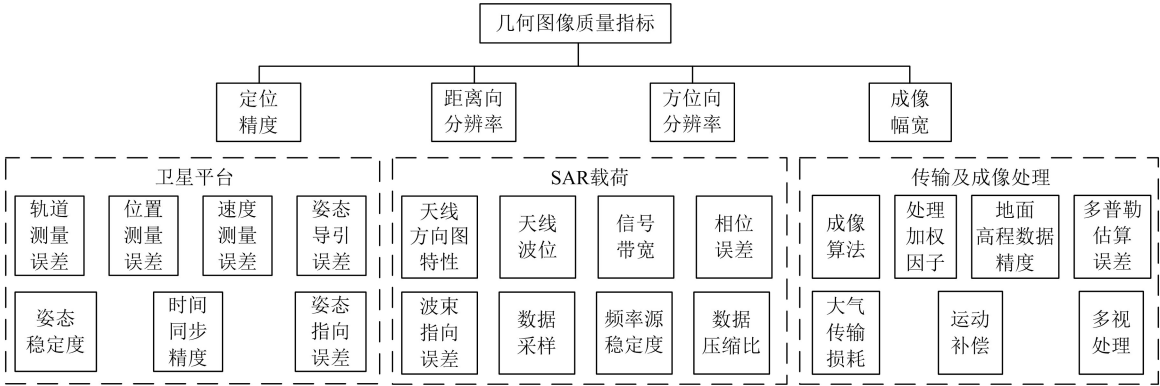 几何图像质量指标
定位
精度
距离向
分辨率
方位向
分辨率
成像
幅宽
卫星平台
轨道
测量
误差
位置
测量
误差
速度
测量
误差
姿态
导引
误差
姿态
稳定度
时间
同步
精度
姿态
指向
误差
SAR载荷
天线
方向图
特性
天线
波位
信号
带宽
相位
误差
波束
指向
误差
数据
采样
频率源
稳定度
数据
压缩比
传输及成像处理
成像
算法
处理
加权
因子
地面
高程数据
精度
多普勒
估算
误差
大气
传输
损耗
运动
补偿
多视
处理